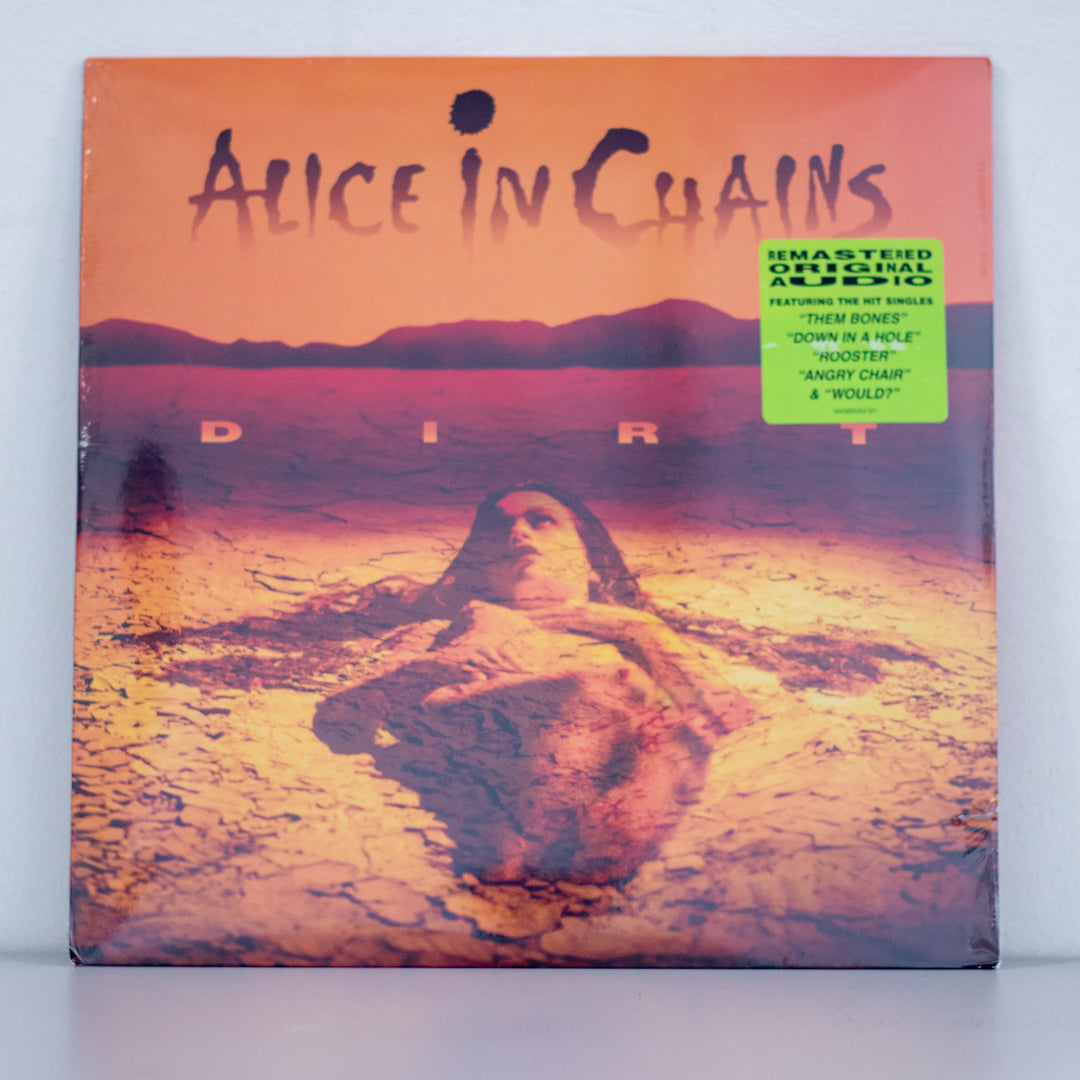 ALICE IN CHAINS
REMASTERED
ORIGINAL
AUDIO
FEATURING THE HIT SINGLES
"THEM BONES"
"DOWN IN A HOLE"
"ROOSTER"
"ANGRY CHAIR"
& "WOULD?"
DIRT